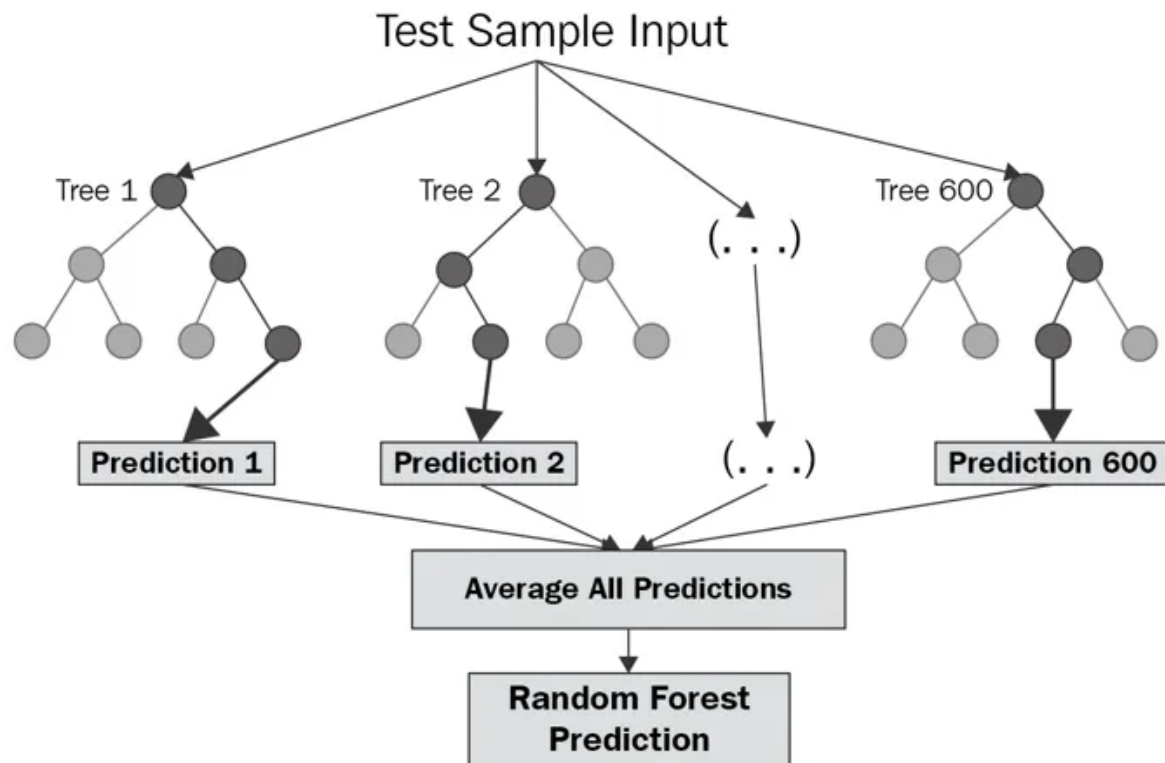 Test Sample Input
Tree 1
Tree 2
Tree 600
(. . .)
(. . .)
Prediction 1
Prediction 2
Prediction 600
Average All Predictions
Random Forest
Prediction